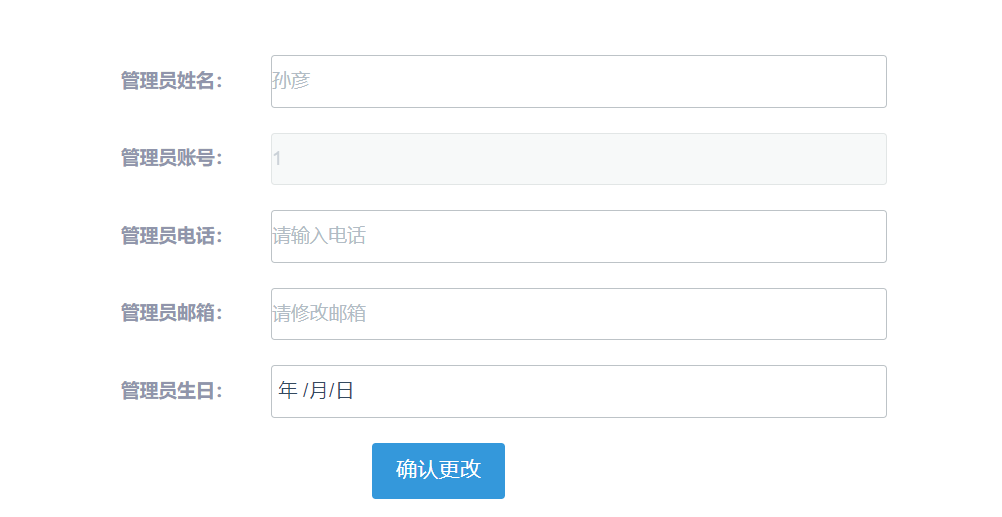 管理员姓名：
孙彦
管理员账号：
1
管理员电话：
请输入电话
管理员邮箱：
请修改邮箱
管理员生日：
年 /月/日
确认更改